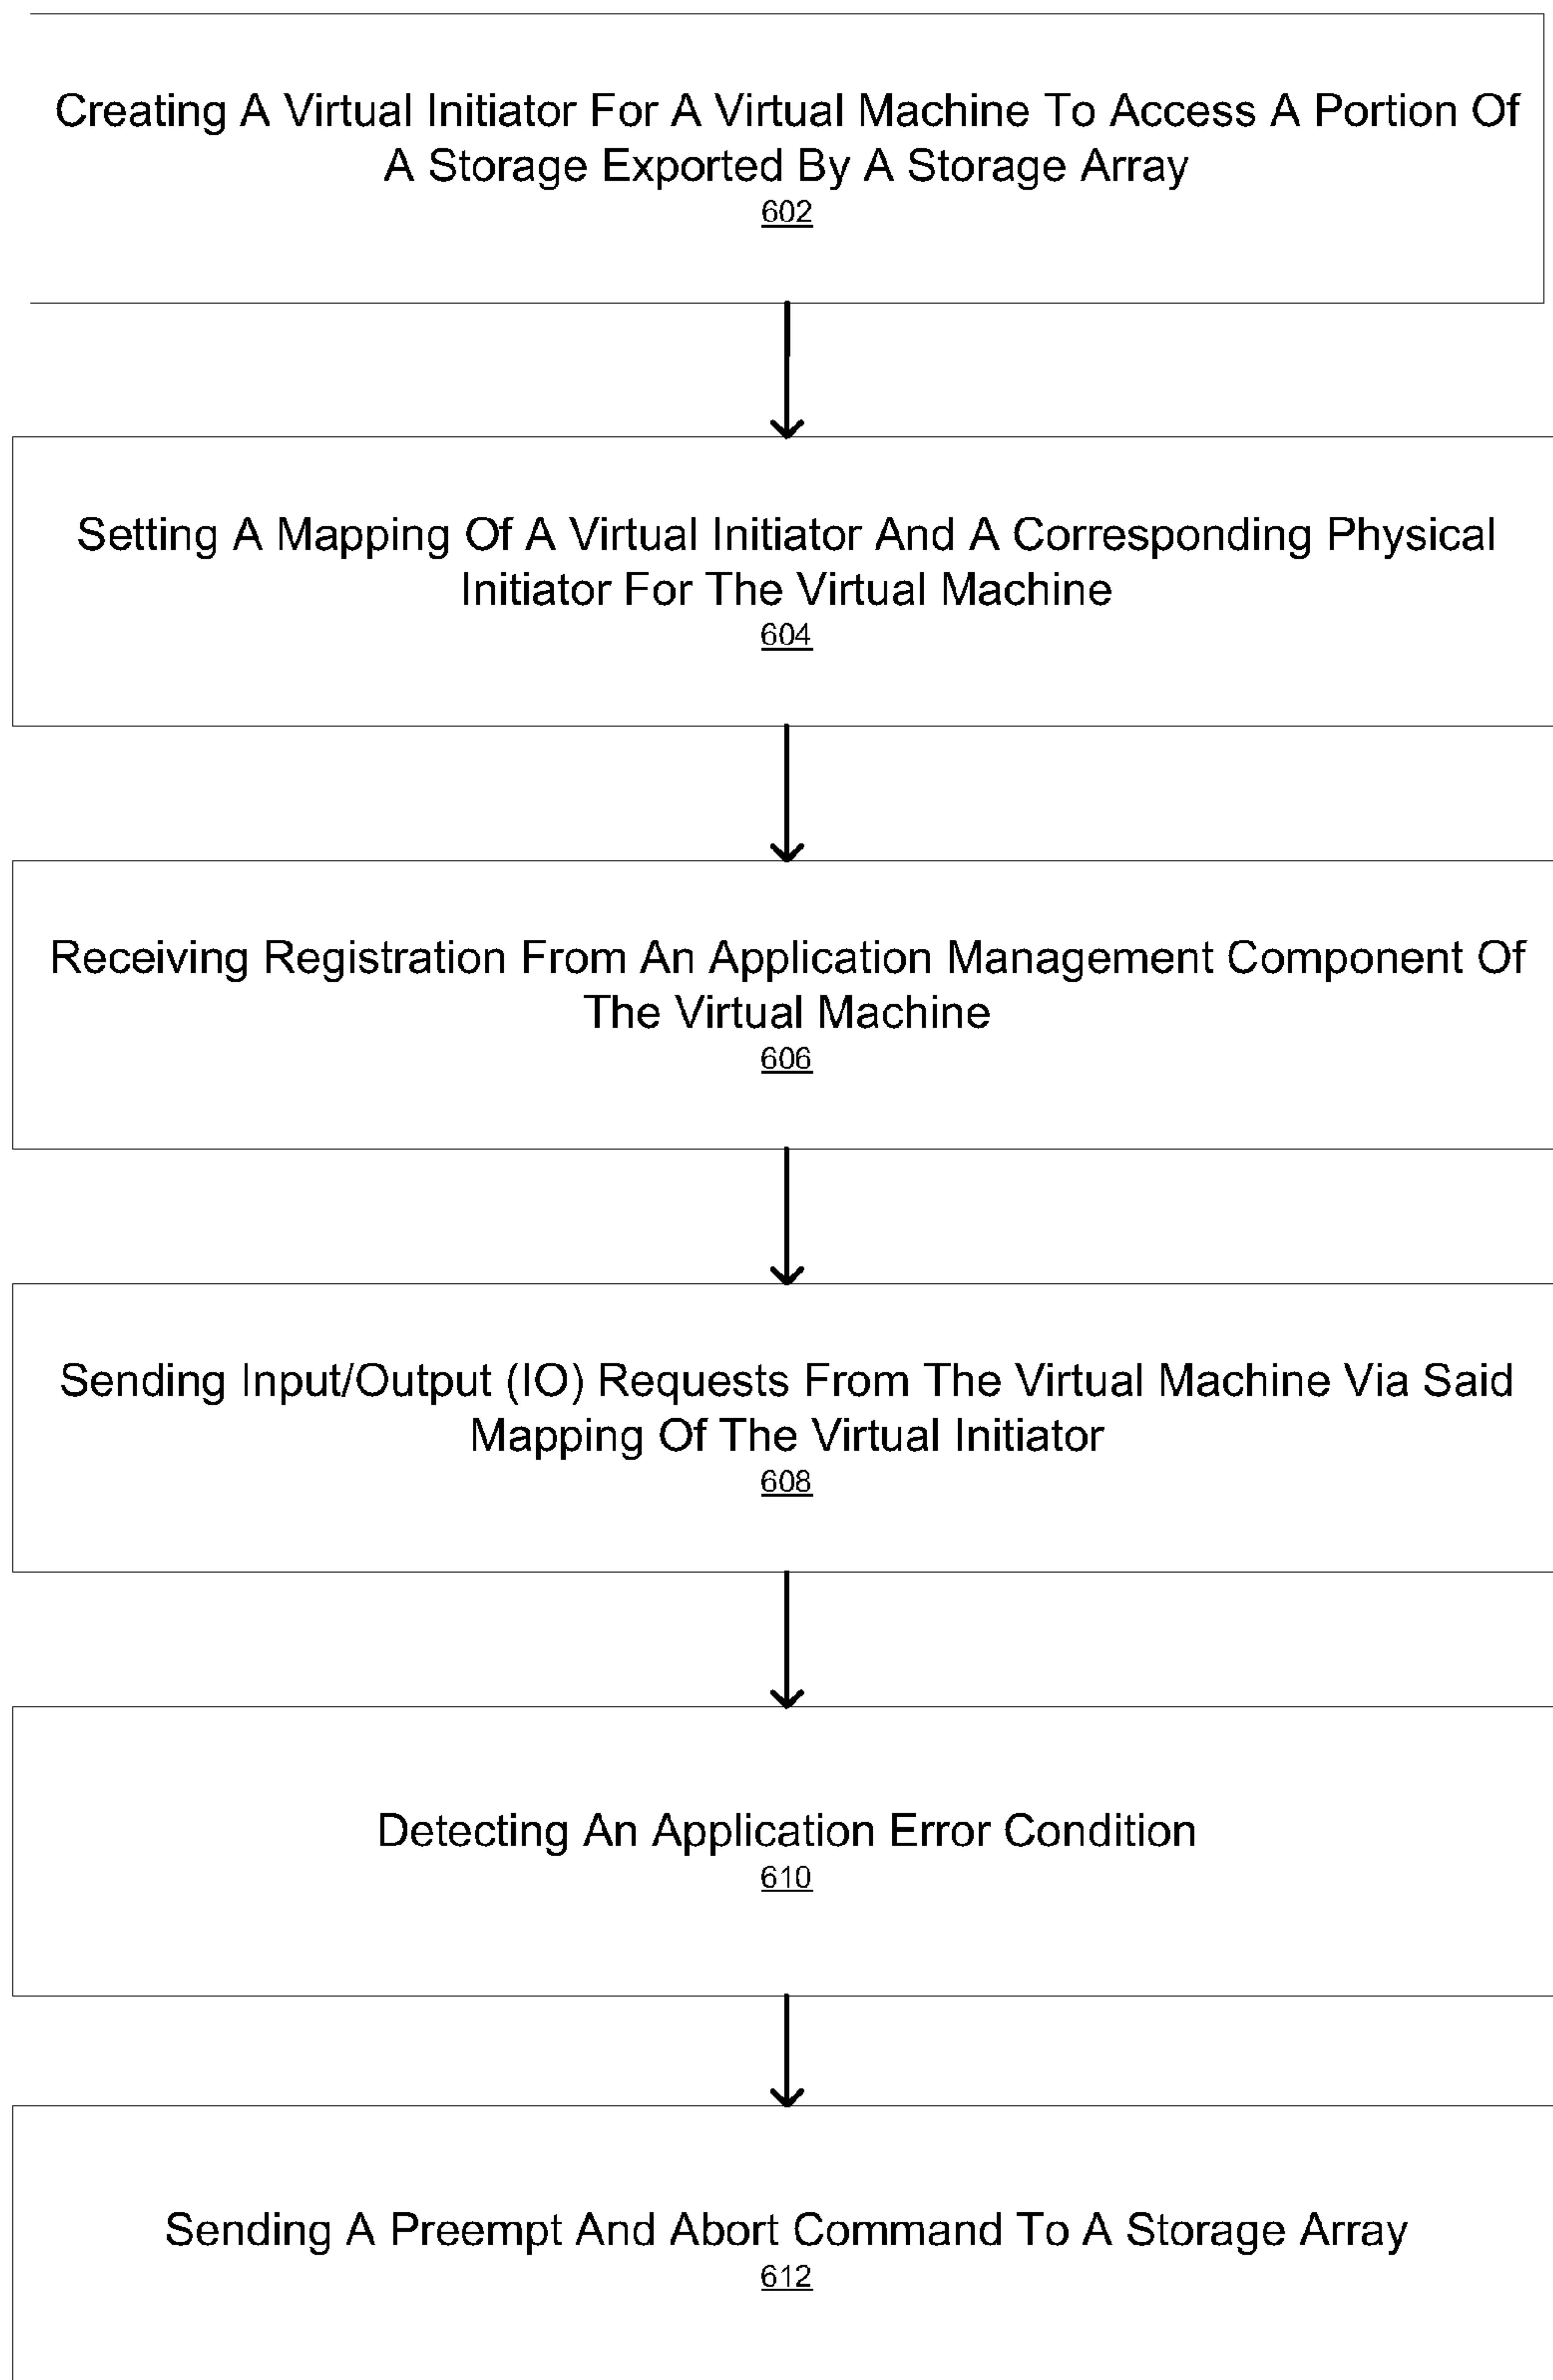 Creating A Virtual Initiator For A Virtual Machine To Access A Portion Of
A Storage Exported By A Storage Array
602
Setting A Mapping Of A Virtual Initiator And A Corresponding Physical
Initiator For The Virtual Machine
604
Receiving Registration From An Application Management Component Of
The Virtual Machine
606
Sending Input/Output (IO) Requests From The Virtual Machine Via Said
Mapping Of The Virtual Initiator
608
Detecting An Application Error Condition
610
Sending A Preempt And Abort Command To A Storage Array
612